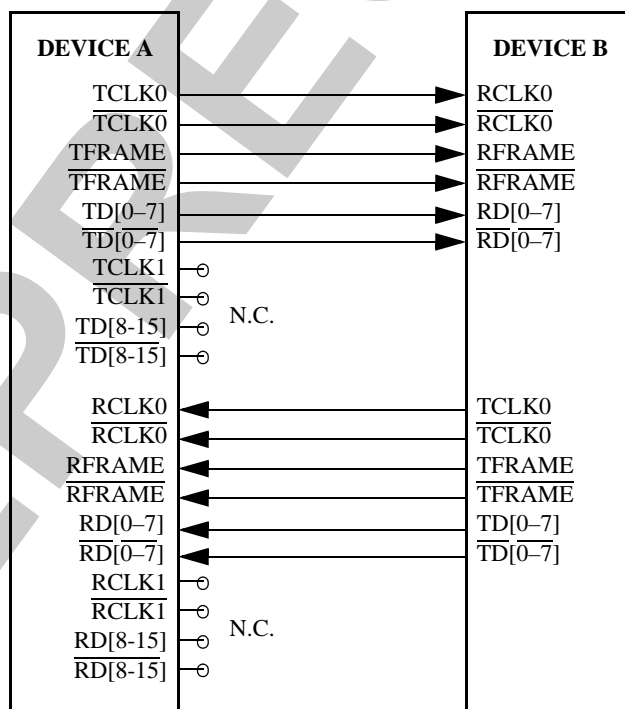 DEVICE A DEVICE B
TCLK0 RCLK0
TCLK0 RCLK0
TFRAME RFRAME
TFRAME RFRAME
TD[0–7] RD[0–7]
TD[0–7] RD[0–7]
TCLK1
TCLK1
N.C.
TD[8-15]
TD[8-15]
RCLK0 TCLK0
RCLK0 TCLK0
RFRAME TFRAME
RFRAME TFRAME
RD[0–7] TD[0–7]
RD[0–7] TD[0–7]
RCLK1
RCLK1
N.C.
RD[8-15]
RD[8-15]